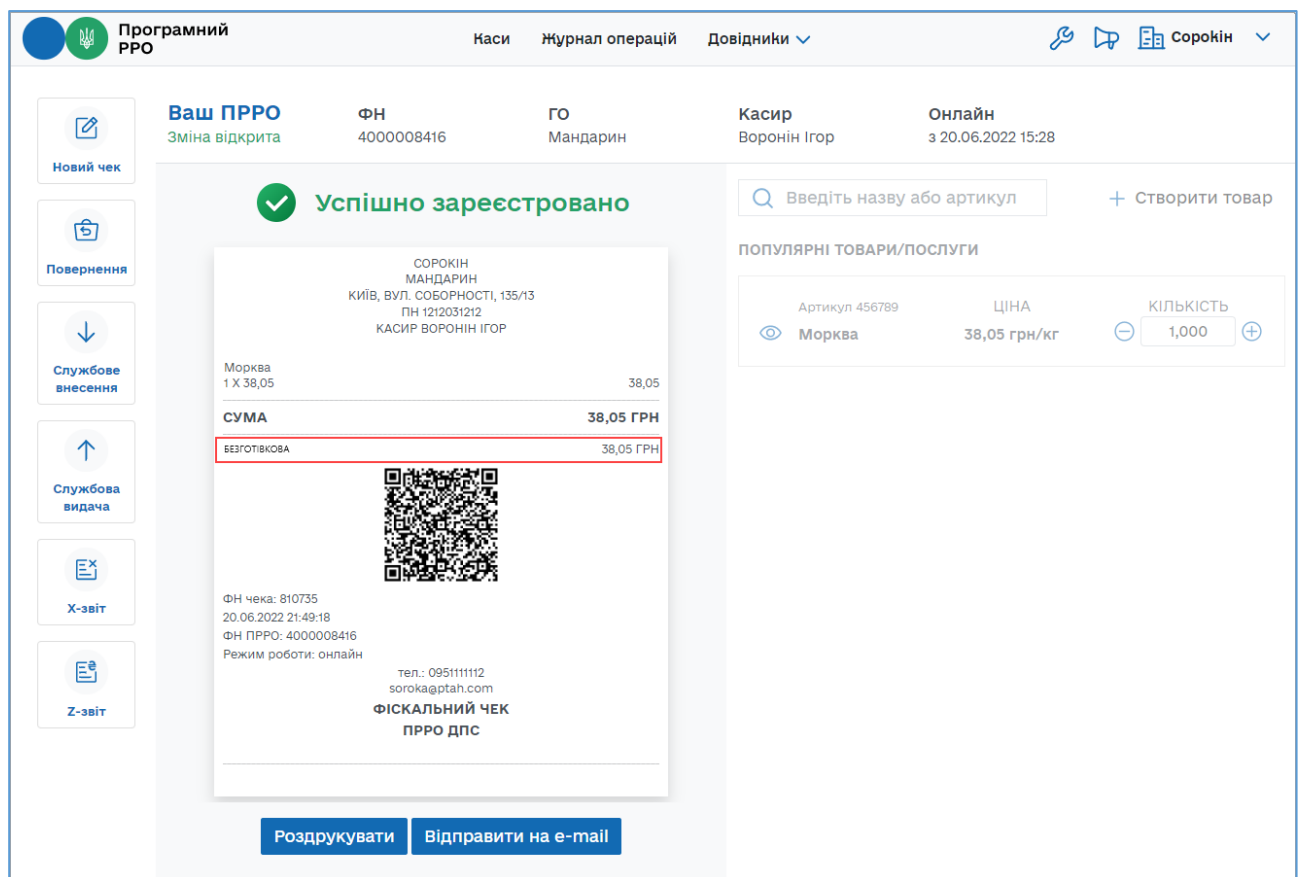 Програмний
РРО
Каси Журнал операцій Довідники
Сорокін
Новий чек
Повернення
Службове
внесення
Службова
видача
X-звіт
Z-звіт
Ваш ПРРО ФН ГО Касир Онлайн
Зміна відкрита 4000008416 Мандарин Воронін Ігор з 20.06.2022 15:28
Успішно зареєстровано
СОРОКІН
МАНДАРИН
КИЇВ, ВУЛ. СОБОРНОСТІ, 135/13
ПН 1212031212
КАСИР ВОРОНІН ІГОР
Морква
1 X 38,05 38,05
СУМА 38,05 ГРН
БЕЗГОТІВКОВА 38,05 ГРН
ФН чека: 810735
20.06.2022 21:49:18
ФН ПРРО: 4000008416
Режим роботи: онлайн
тел.: 0951111112
soroka@ptah.com
ФІСКАЛЬНИЙ ЧЕК
ПРРО ДПС
Роздрукувати Відправити на e-mail
Введіть назву або артикул + Створити товар
ПОПУЛЯРНІ ТОВАРИ/ПОСЛУГИ
Артикул 456789 ЦІНА КІЛЬКІСТЬ
Морква 38,05 грн/кг 1,000